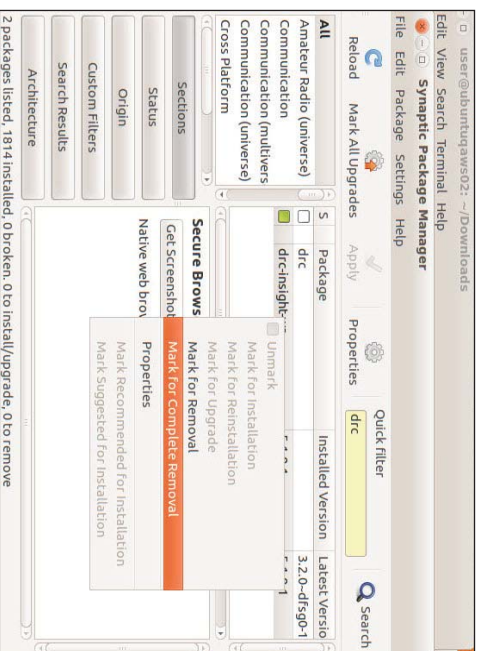 user@ubuntuqaws02: ~/Downloads
Edit View Search Terminal Help
Synaptic Package Manager
File Edit Package Settings Help
Reload Mark All Upgrades Apply Properties
Quick filter
drc
Search
All
Amateur Radio (universe)
Communication
Communication (multivers
Communication (universe)
Cross Platform
S Package Installed Version Latest Versio
drc 3.2.0~dfsg0-1
drc-insight
Secure Brows
Get Screenshot
Native web brov
Unmark
Mark for Installation
Mark for Reinstallation
Mark for Upgrade
Mark for Removal
Mark for Complete Removal
Properties
Mark Recommended for Installation
Mark Suggested for Installation
Sections
Status
Origin
Custom Filters
Search Results
Architecture
2 packages listed, 1814 installed, 0 broken. 0 to install/upgrade, 0 to remove